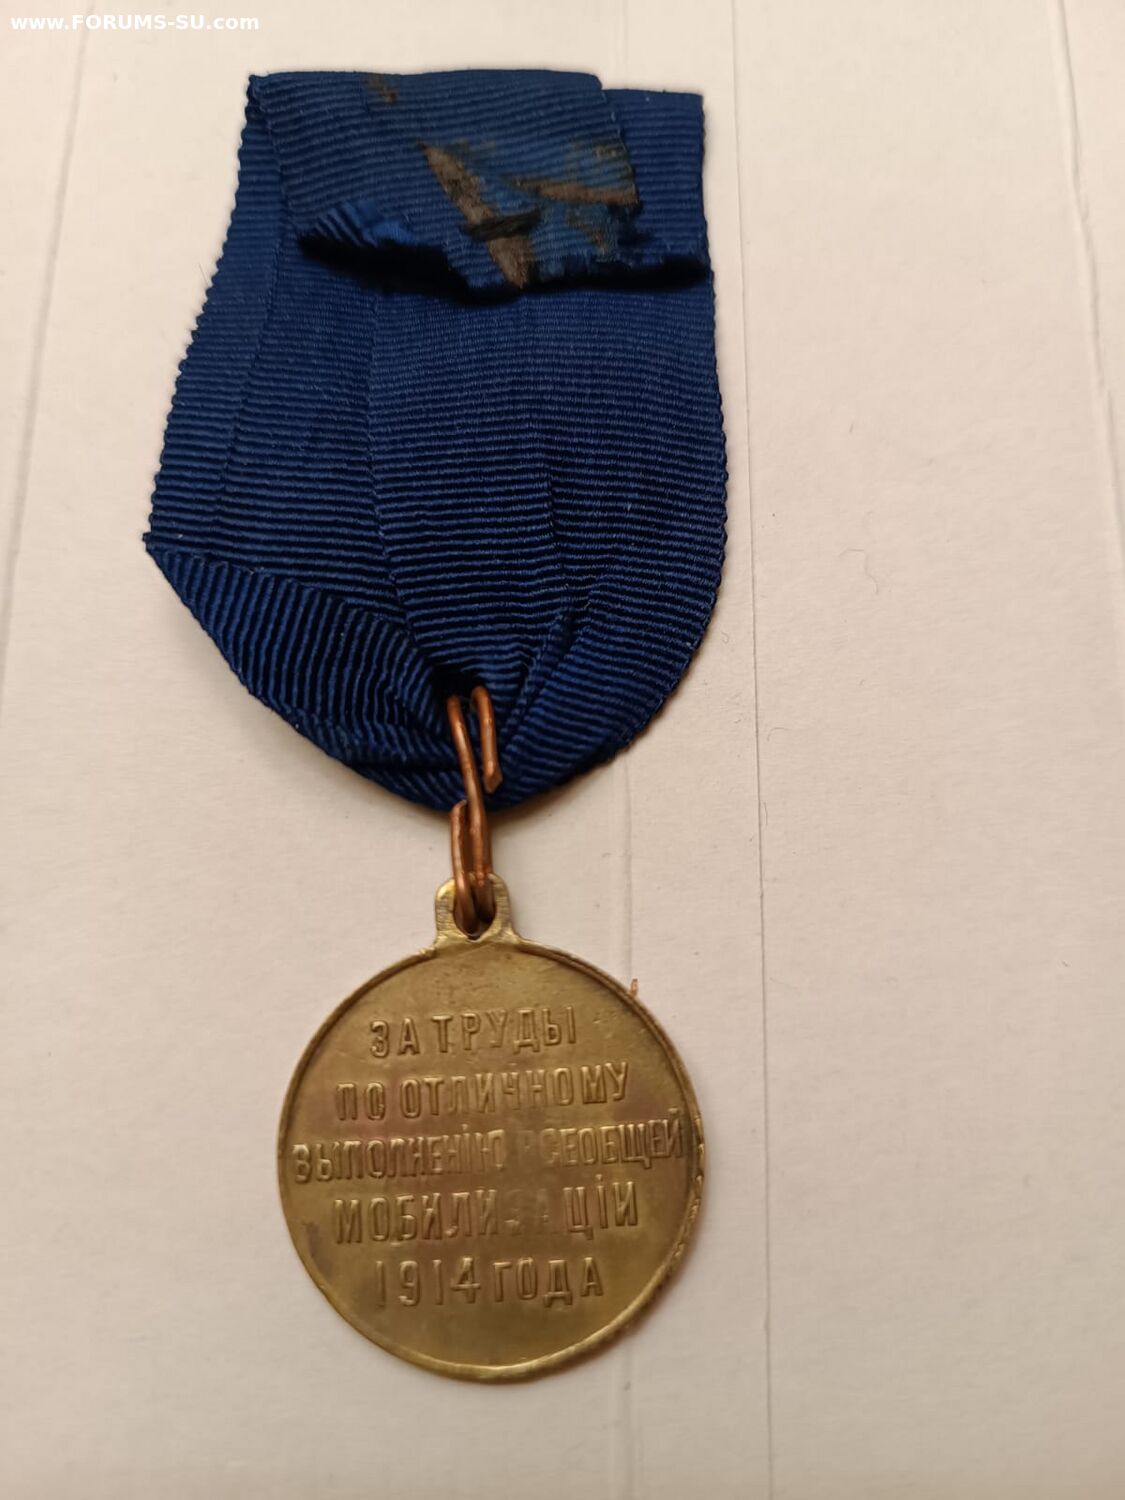 www.FORUMS-SU.com
ЗА ТРУДЫ
ПО ОТЛИЧНОМУ
ВЫПОЛНЕНІЮ ВСЕОБЩЕЙ
МОБИЛИЗАЦІИ
1914 ГОДА